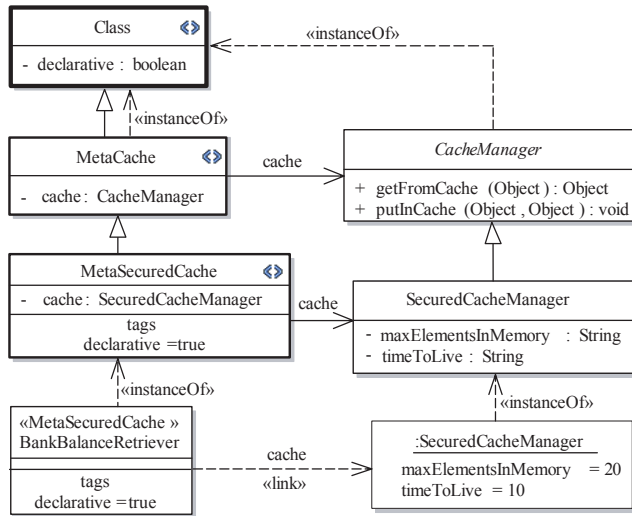 Class
- declarative : boolean
«instanceOf»
«instanceOf»
MetaCache
- cache : CacheManager
cache
CacheManager
+ getFromCache (Object ) : Object
+ putInCache (Object , Object ) : void
MetaSecuredCache
- cache : SecuredCacheManager
tags
declarative =true
cache
SecuredCacheManager
- maxElementsInMemory : String
- timeToLive : String
«instanceOf»
«instanceOf»
«MetaSecuredCache »
BankBalanceRetriever
tags
declarative =true
cache
«link»
:SecuredCacheManager
maxElementsInMemory = 20
timeToLive = 10